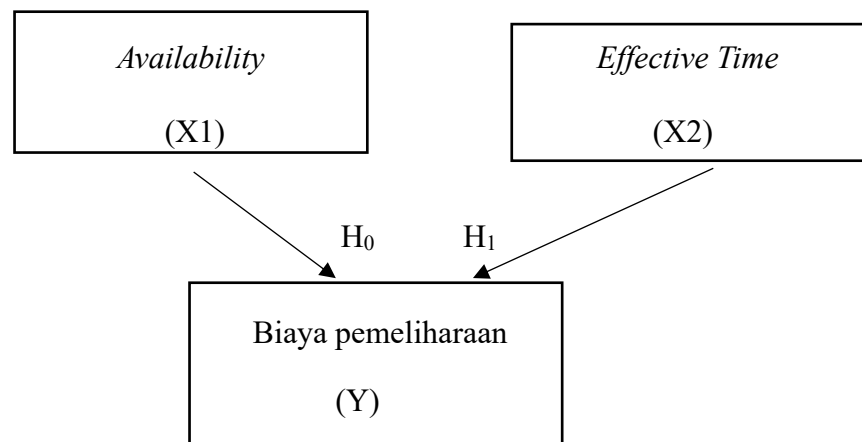 Availability
(X1)
Effective Time
(X2)
H₀
H₁
Biaya pemeliharaan
(Y)